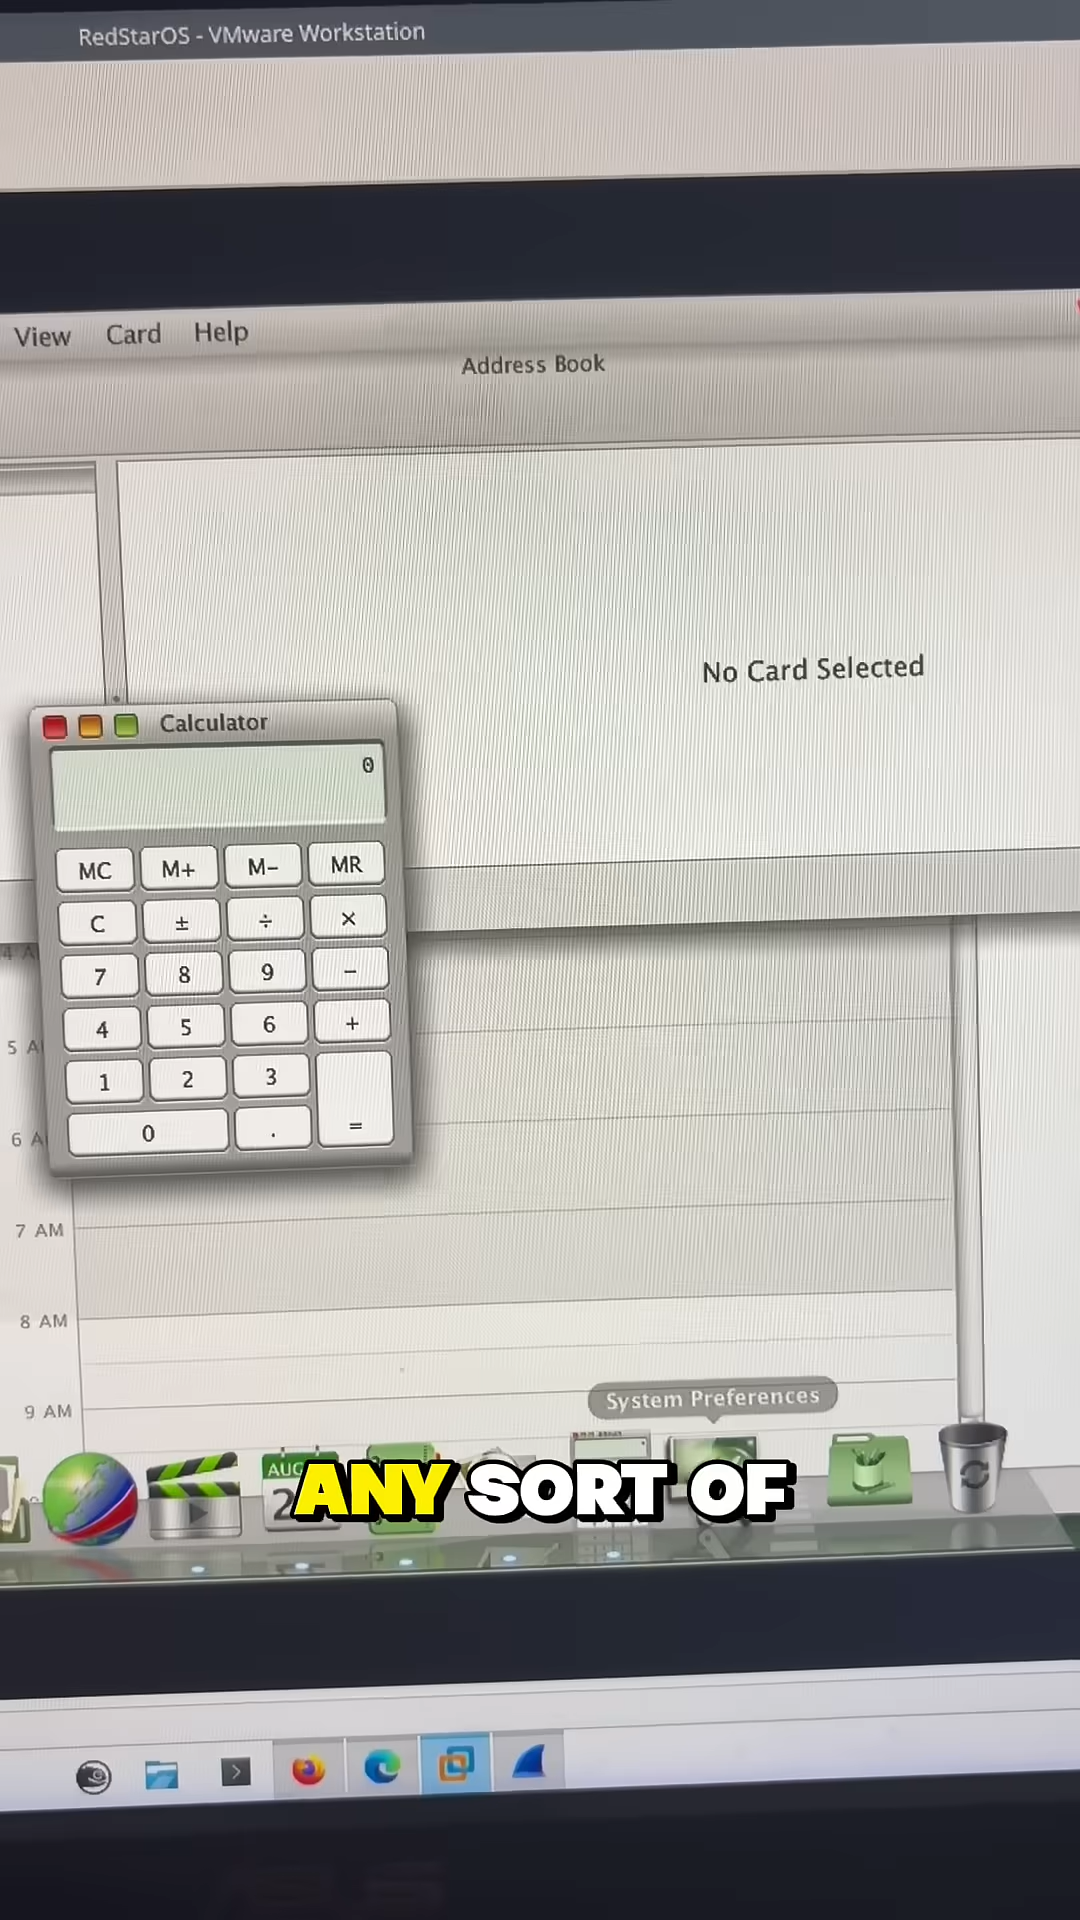 RedStarOS - VMware Workstation
View Card Help
Address Book
No Card Selected
Calculator
0
MC M+ M- MR
C ± ÷ ×
7 8 9 −
4 5 6 +
1 2 3
0 . =
5 A
6 A
7 AM
8 AM
9 AM
System Preferences
AUG
2
ANY SORT OF